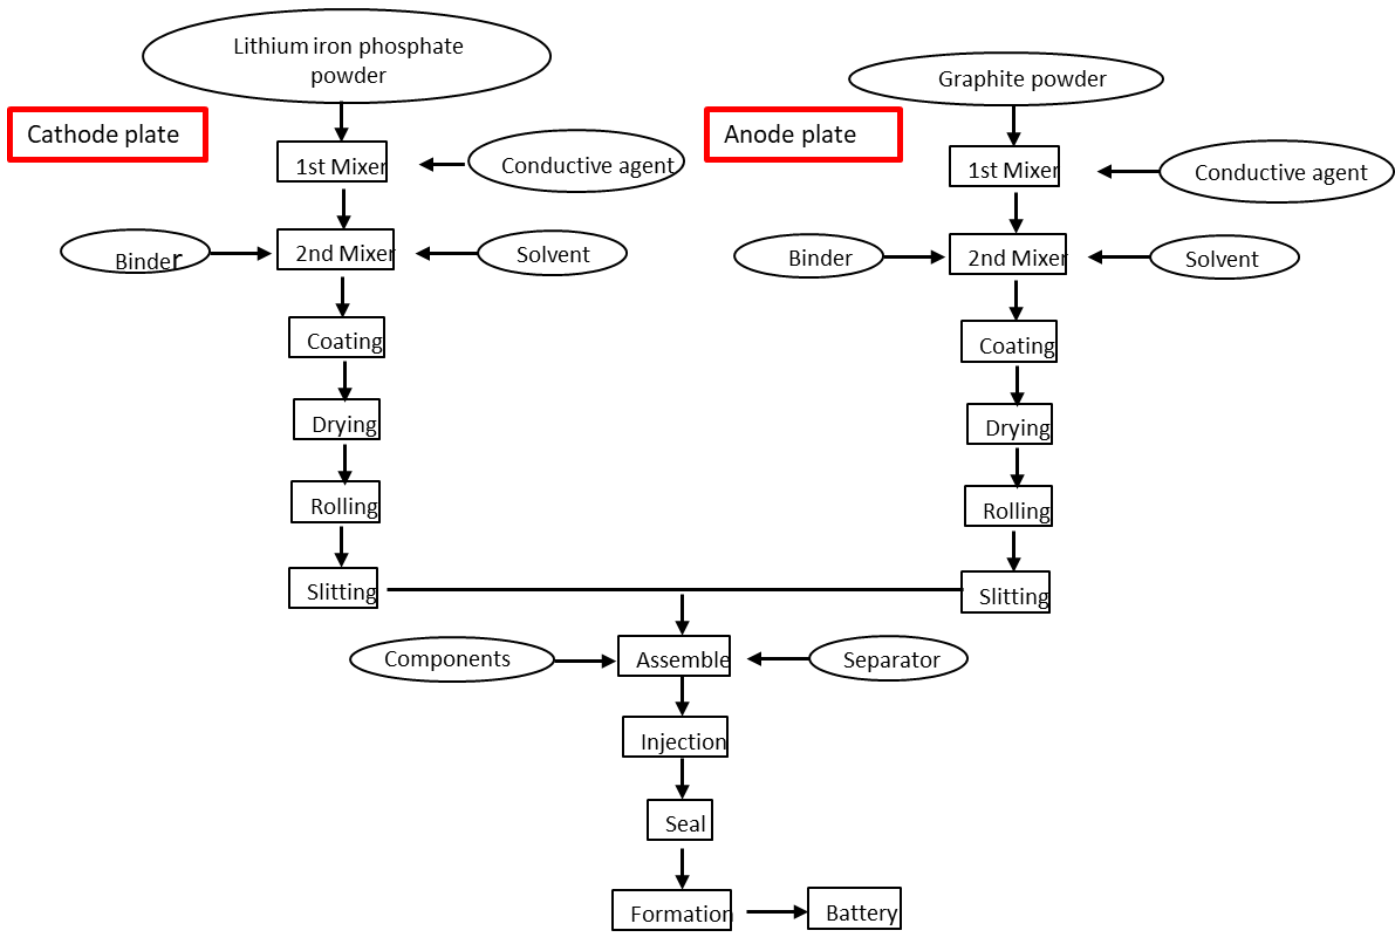 Lithium iron phosphate
powder
Graphite powder
Cathode plate
Anode plate
1st Mixer
Conductive agent
1st Mixer
Conductive agent
Binder
2nd Mixer
Solvent
Binder
2nd Mixer
Solvent
Coating
Coating
Drying
Drying
Rolling
Rolling
Slitting
Slitting
Components
Assemble
Separator
Injection
Seal
Formation
Battery